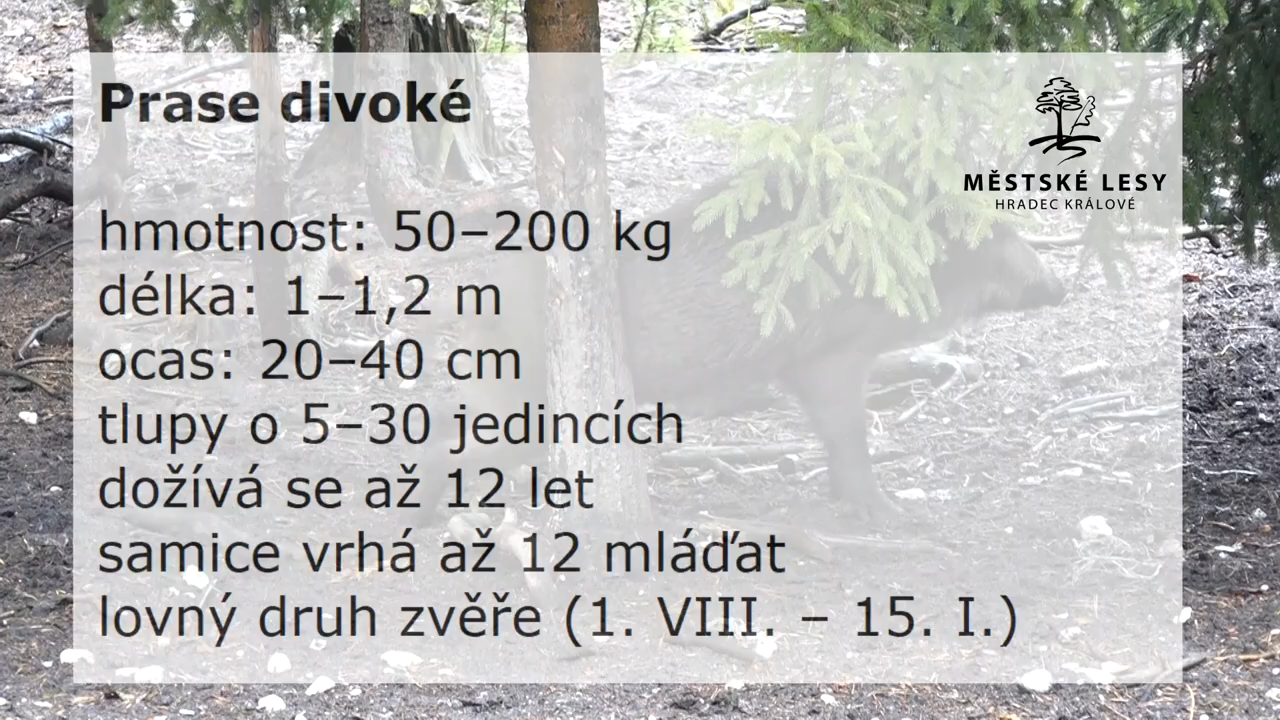 Prase divoké
MĚSTSKÉ LESY
HRADEC KRÁLOVÉ
hmotnost: 50–200 kg
délka: 1–1,2 m
ocas: 20–40 cm
tlupy o 5–30 jedincích
dožívá se až 12 let
samice vrhá až 12 mláďat
lovný druh zvěře (1. VIII. – 15. I.)